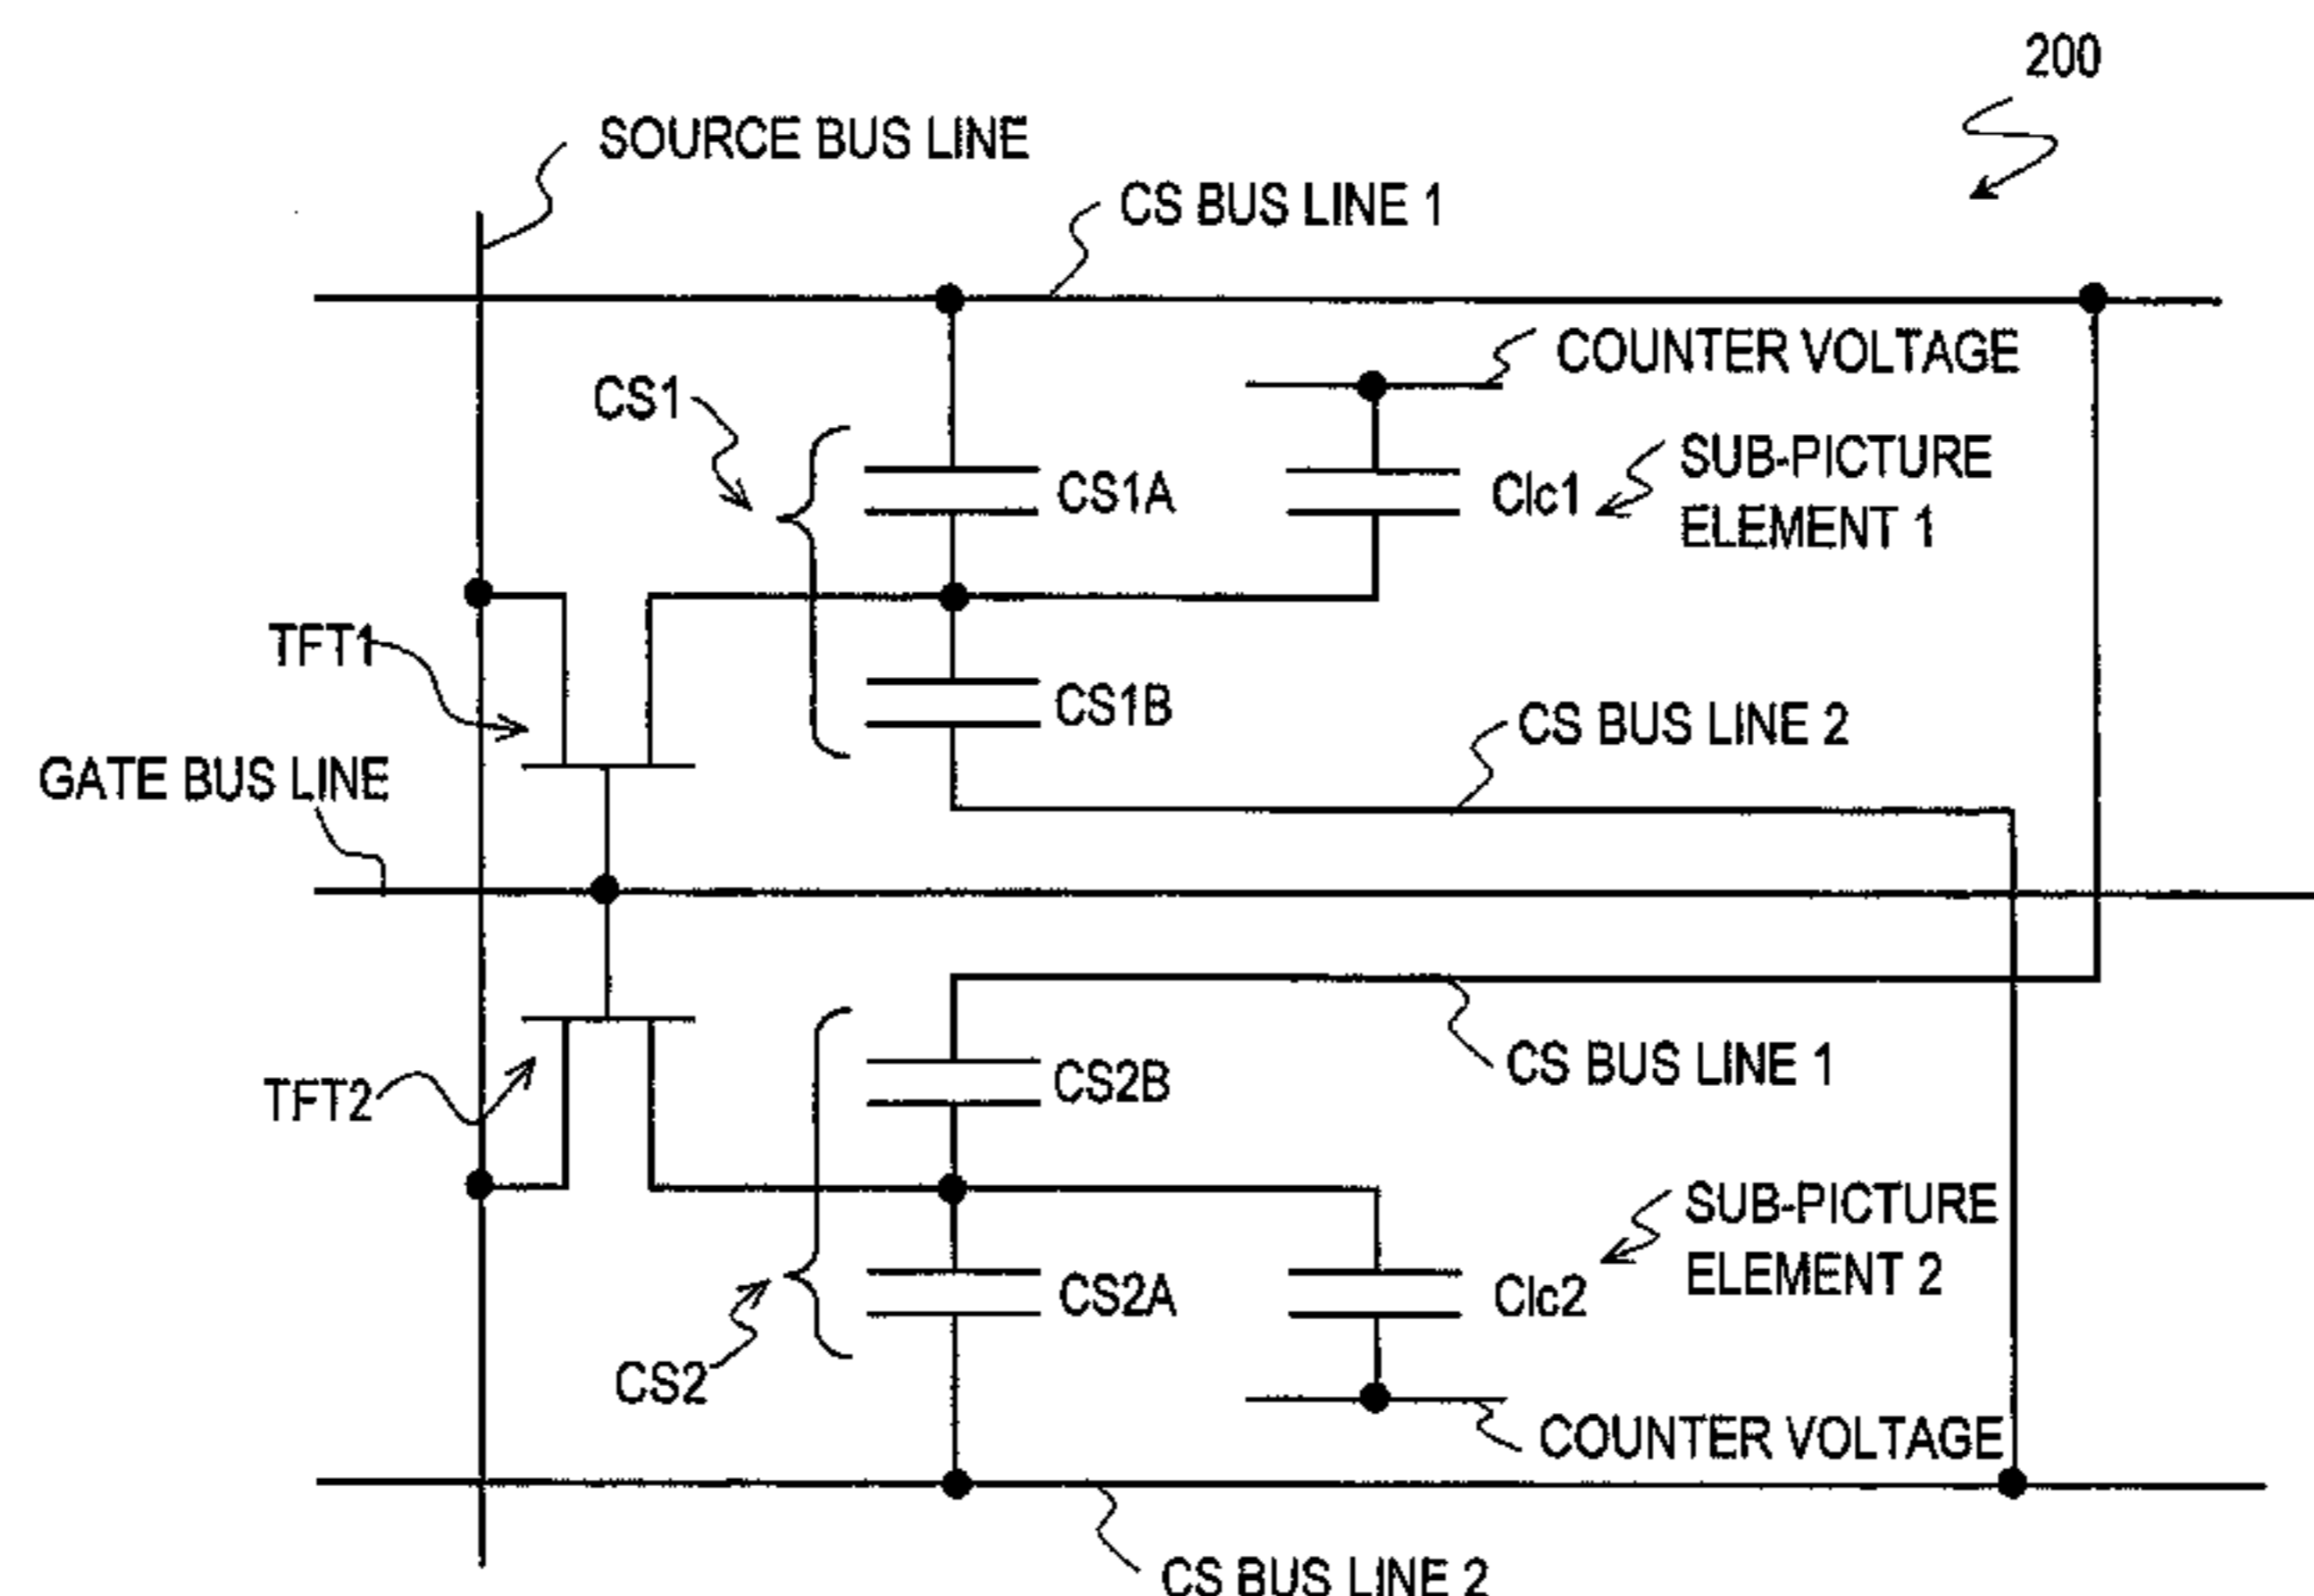 200
SOURCE BUS LINE
CS BUS LINE 1
COUNTER VOLTAGE
CS1
SUB-PICTURE
ELEMENT 1
CS1A
Clc1
TFT1
CS1B
CS BUS LINE 2
GATE BUS LINE
CS BUS LINE 1
CS2B
TFT2
SUB-PICTURE
ELEMENT 2
CS2A
Clc2
CS2
COUNTER VOLTAGE
CS BUS LINE 2